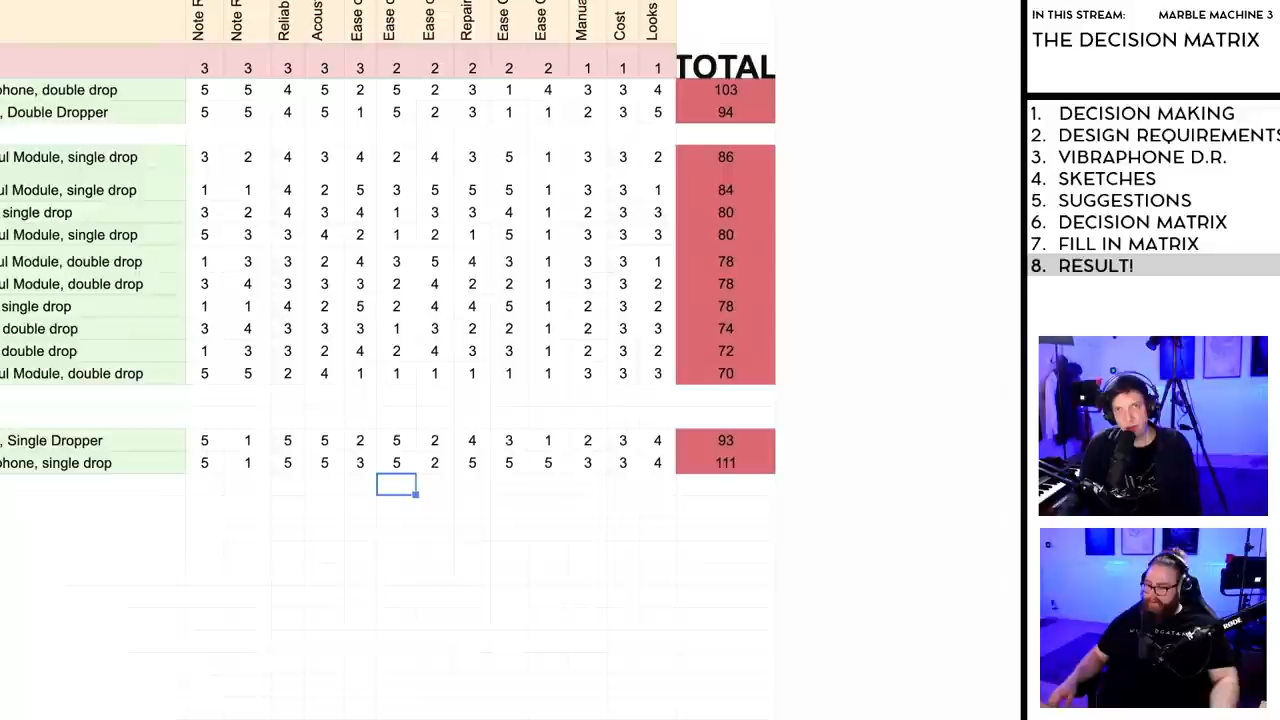 Note R Note R Reliab Acous Ease Ease Ease Repair Ease Ease Manua Cost Looks
3 3 3 3 3 2 2 2 2 2 1 1 1 TOTAL
phone, double drop 5 5 4 5 2 5 2 3 1 4 3 3 4 103
, Double Dropper 5 5 4 5 1 5 2 3 1 1 2 3 5 94
ul Module, single drop 3 2 4 3 4 2 4 3 5 1 3 3 2 86
ul Module, single drop 1 1 4 2 5 3 5 5 5 1 3 3 1 84
single drop 3 2 4 3 4 1 3 3 4 1 2 3 3 80
ul Module, single drop 5 3 3 4 2 1 2 1 5 1 3 3 3 80
ul Module, double drop 1 3 3 2 4 3 5 4 3 1 3 3 1 78
ul Module, double drop 3 4 3 3 3 2 4 2 2 1 3 3 2 78
single drop 1 1 4 2 5 2 4 4 5 1 2 3 2 78
double drop 3 4 3 3 3 1 3 2 2 1 2 3 3 74
double drop 1 3 3 2 4 2 4 3 3 1 2 3 2 72
ul Module, double drop 5 5 2 4 1 1 1 1 1 1 3 3 3 70
, Single Dropper 5 1 5 5 2 5 2 4 3 1 2 3 4 93
phone, single drop 5 1 5 5 3 5 2 5 5 5 3 3 4 111
IN THIS STREAM: MARBLE MACHINE 3
THE DECISION MATRIX
1. DECISION MAKING
2. DESIGN REQUIREMENTS
3. VIBRAPHONE D.R.
4. SKETCHES
5. SUGGESTIONS
6. DECISION MATRIX
7. FILL IN MATRIX
8. RESULT!
RØDE